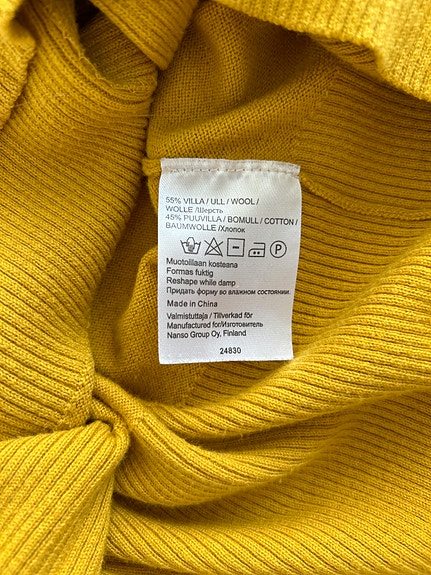 55% VILLA / ULL / WOOL /
WOLLE /Шерсть
45% PUUVILLA / BOMULL / COTTON /
BAUMWOLLE /Хлопок
P
Muotoillaan kosteana
Formas fuktig
Reshape while damp
Придать форму во влажном состоянии.
Made in China
Valmistuttaja / Tillverkad för
Manufactured for/Изготовитель
Nanso Group Oy, Finland
24830